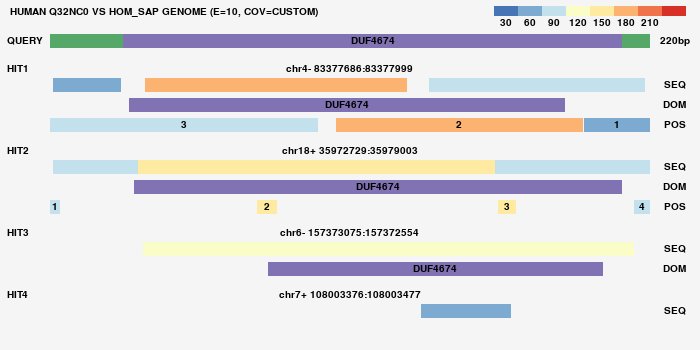 HUMAN Q32NC0 VS HOM_SAP GENOME (E=10, COV=CUSTOM)
30 60 90 120 150 180 210
QUERY DUF4674 220bp
HIT1 chr4- 83377686:83377999
SEQ
DUF4674 DOM
3 2 1 POS
HIT2 chr18+ 35972729:35979003
SEQ
DUF4674 DOM
1 2 3 4 POS
HIT3 chr6- 157373075:157372554
SEQ
DUF4674 DOM
HIT4 chr7+ 108003376:108003477
SEQ